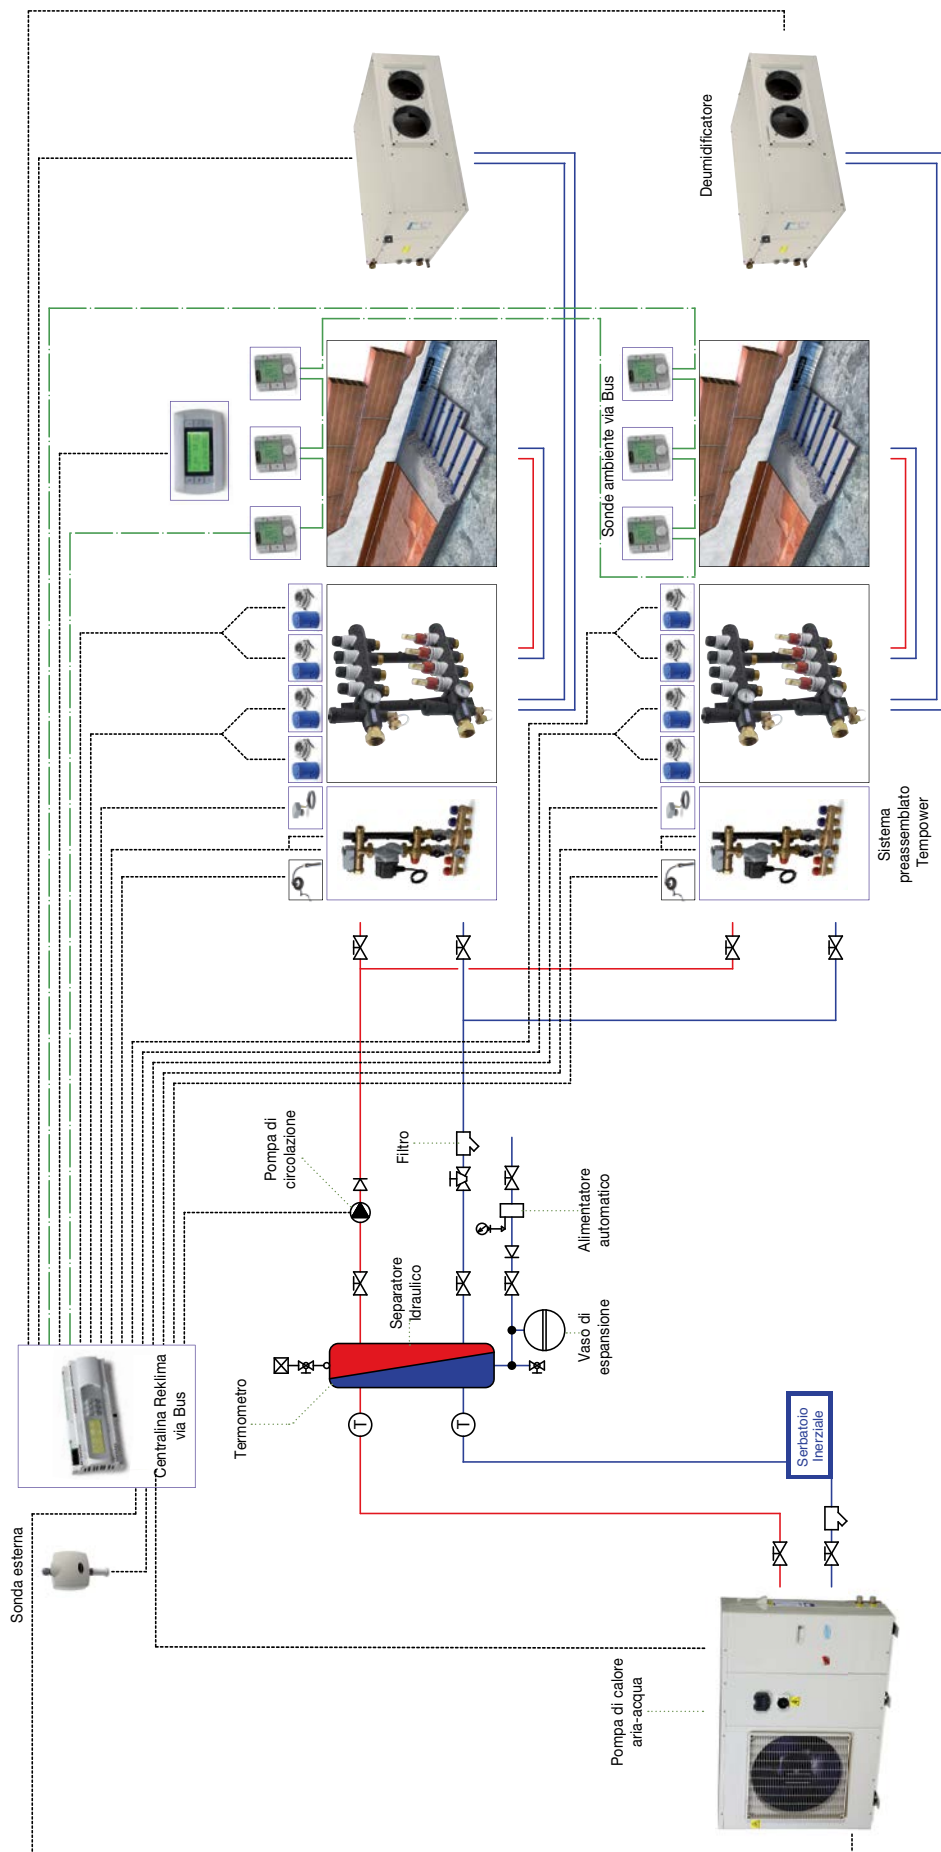 Sonda esterna
Centralina Reklima
via Bus
Pompa di calore
aria-acqua
Serbatoio
Inerziale
Termometro
T
T
Separatore
Idraulico
Vaso di
espansione
Pompa di
circolazione
Filtro
Alimentatore
automatico
Sistema
preassemblato
Tempower
Sonde ambiente via Bus
Deumidificatore